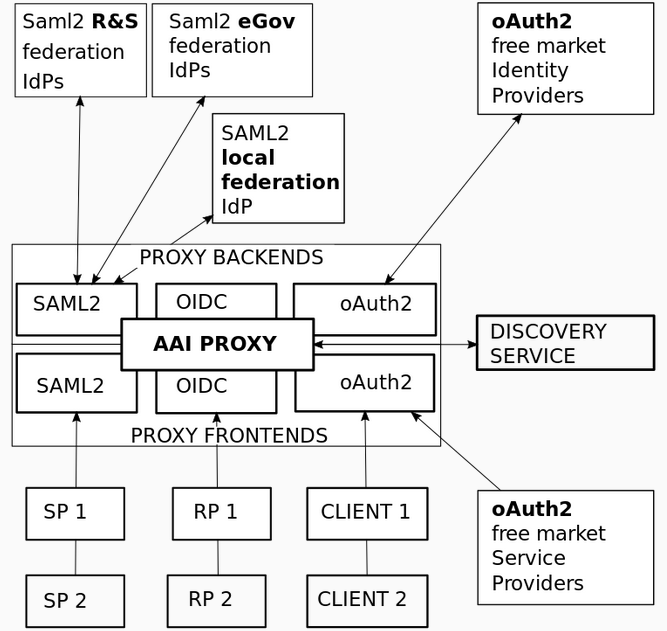 Saml2 R&S
federation
IdPs
Saml2 eGov
federation
IdPs
oAuth2
free market
Identity
Providers
SAML2
local
federation
IdP
PROXY BACKENDS
SAML2
OIDC
oAuth2
AAI PROXY
DISCOVERY
SERVICE
SAML2
OIDC
oAuth2
PROXY FRONTENDS
SP 1
RP 1
CLIENT 1
oAuth2
free market
Service
Providers
SP 2
RP 2
CLIENT 2